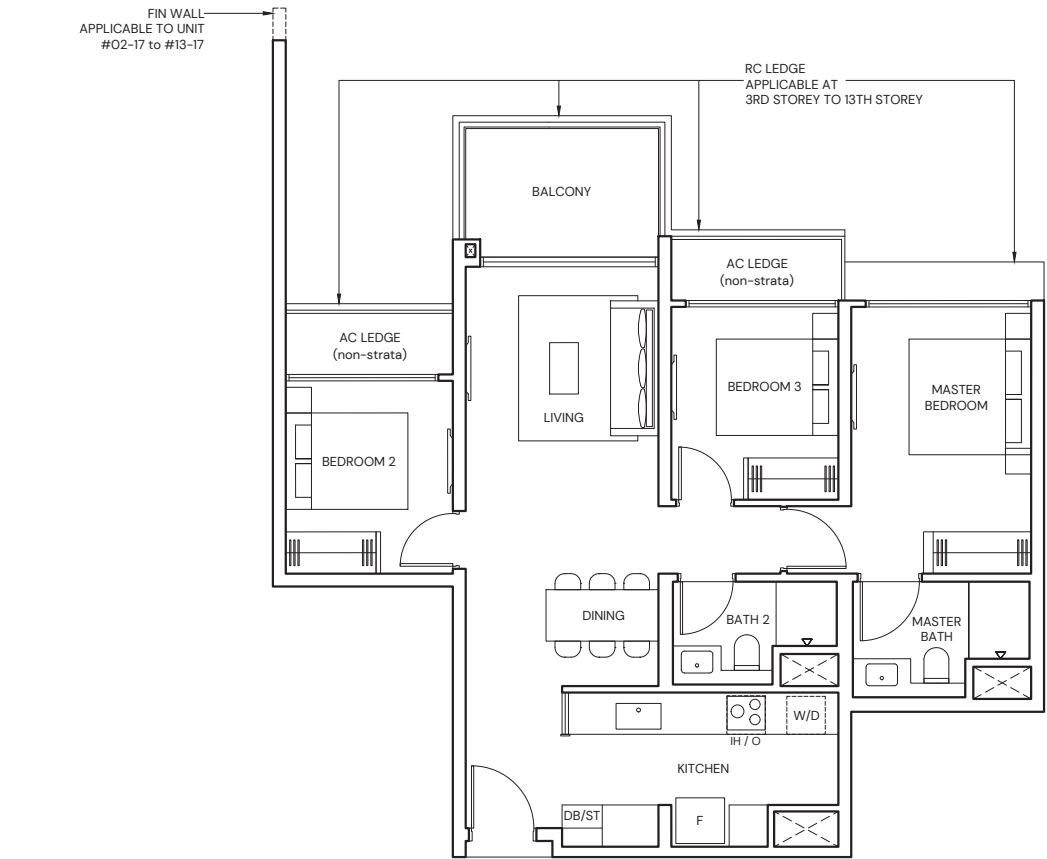 FIN WALL
APPLICABLE TO UNIT
#02-17 to #13-17
RC LEDGE
APPLICABLE AT
3RD STOREY TO 13TH STOREY
BALCONY
AC LEDGE
(non-strata)
AC LEDGE
(non-strata)
LIVING
BEDROOM 3
MASTER
BEDROOM
BEDROOM 2
DINING
BATH 2
MASTER
BATH
W/D
IH / O
KITCHEN
DB/ST
F